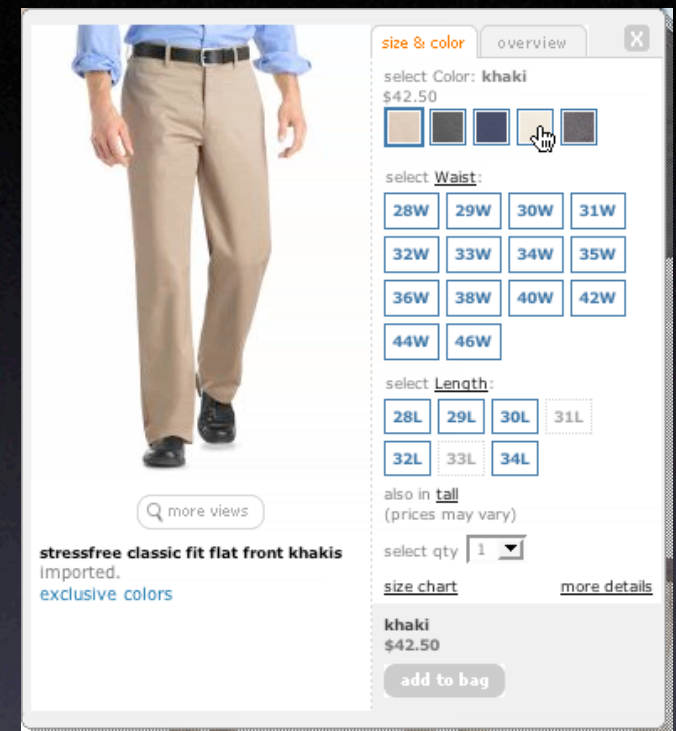 size & color
overview
X
select Color: khaki
$42.50
select Waist:
28W 29W 30W 31W
32W 33W 34W 35W
36W 38W 40W 42W
44W 46W
select Length:
28L 29L 30L 31L
32L 33L 34L
also in tall
(prices may vary)
select qty 1
size chart more details
khaki
$42.50
add to bag
more views
stressfree classic fit flat front khakis
imported.
exclusive colors